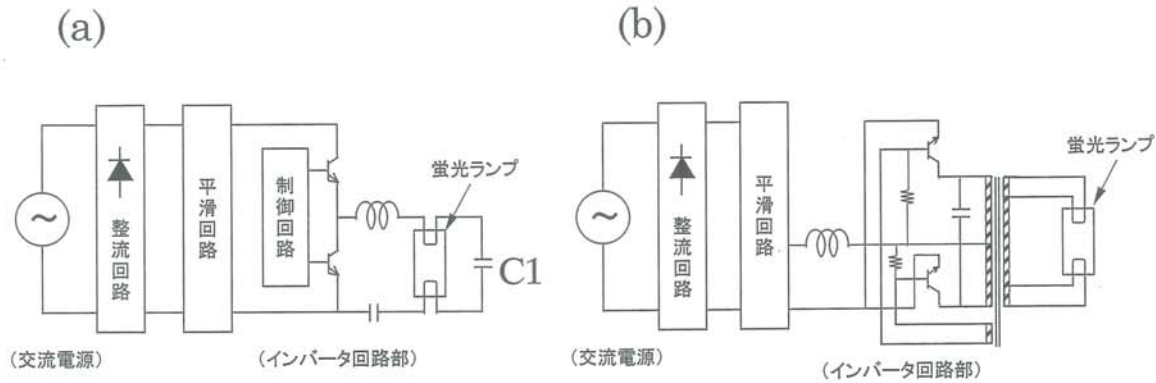 (a)
整流回路
平滑回路
制御回路
蛍光ランプ
C1
(交流電源)
(インバータ回路部)
(b)
整流回路
平滑回路
蛍光ランプ
(交流電源)
(インバータ回路部)